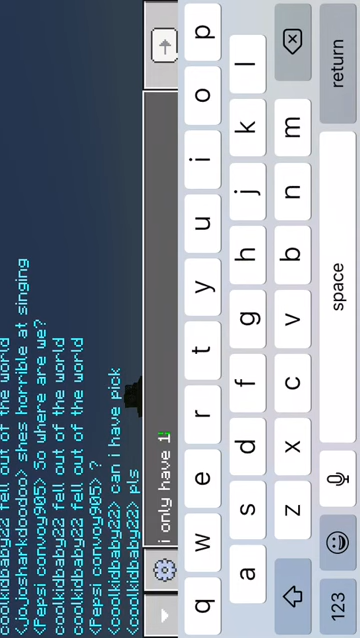 coolkidbaby22 fell out of the world
<jojosharkdoodoo> shes horrible at singing
<Pepsi convoy905> So where are we?
coolkidbaby22 fell out of the world
coolkidbaby22 fell out of the world
<Pepsi convoy905> ?
<coolkidbaby22> can i have pick
<coolkidbaby22> pls
i only have 1
q w e r t y u i o p
a s d f g h j k l
z x c v b n m
123 space return